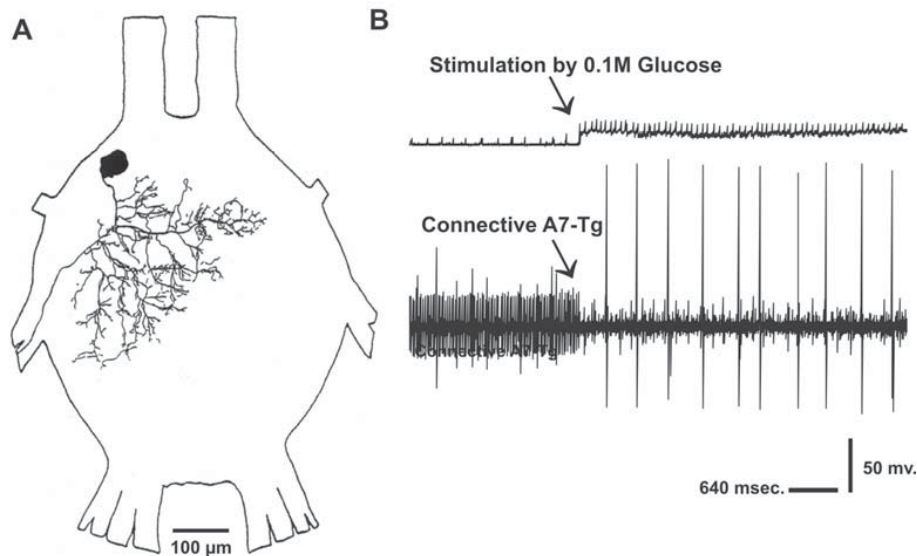 A
B
Stimulation by 0.1M Glucose
Connective A7-Tg
Connective A7-Tg
50 mv.
640 msec.
100 µm